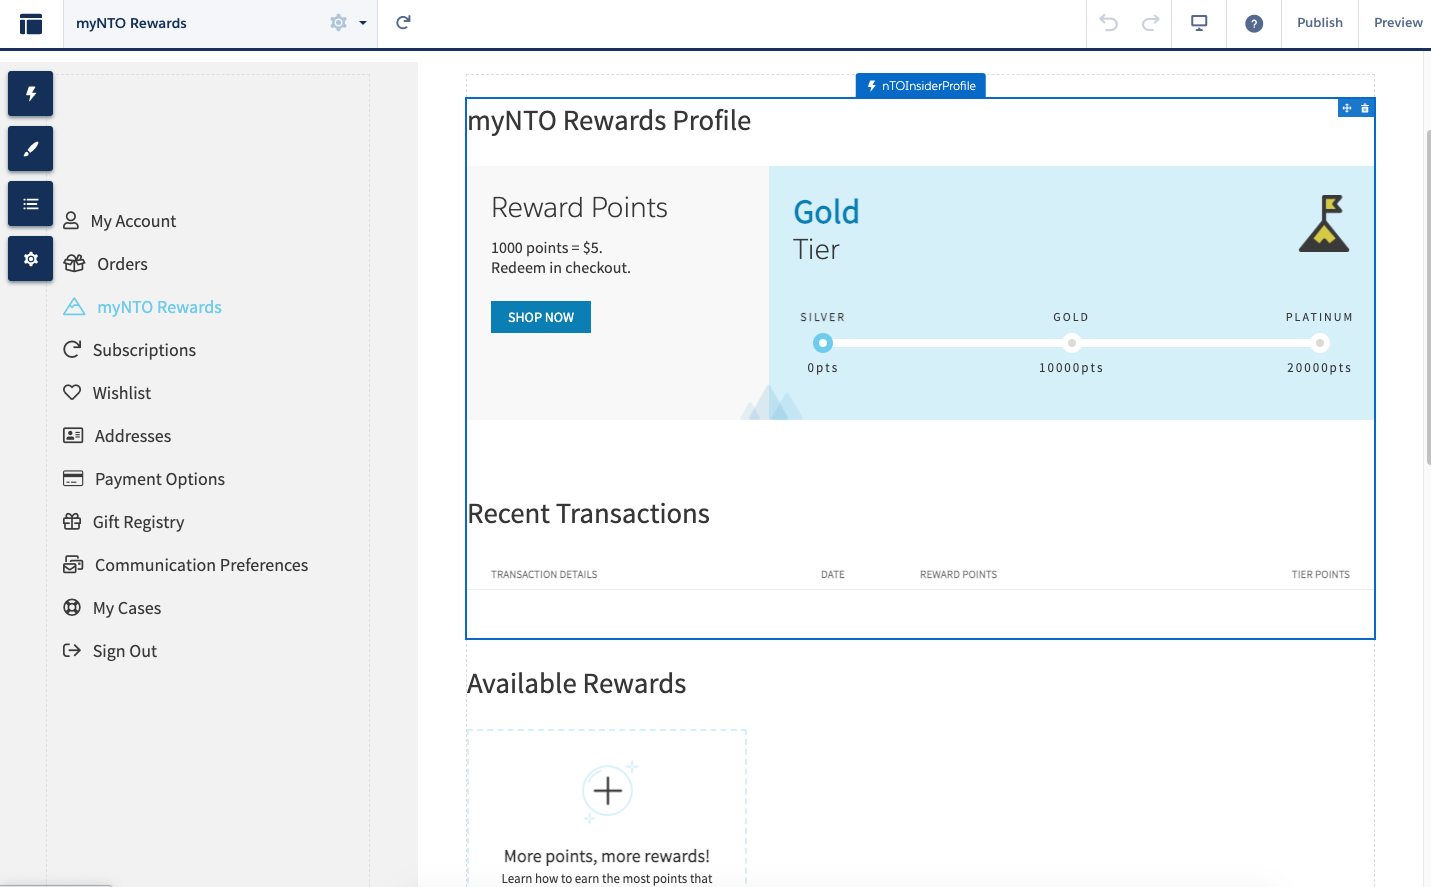 myNTO Rewards
?
Publish
Preview
My Account
Orders
myNTO Rewards
Subscriptions
Wishlist
Addresses
Payment Options
Gift Registry
Communication Preferences
My Cases
Sign Out
nTOInsiderProfile
myNTO Rewards Profile
Reward Points
1000 points = $5.
Redeem in checkout.
SHOP NOW
Gold
Tier
SILVER GOLD PLATINUM
0pts 10000pts 20000pts
Recent Transactions
TRANSACTION DETAILS DATE REWARD POINTS TIER POINTS
Available Rewards
More points, more rewards!
Learn how to earn the most points that